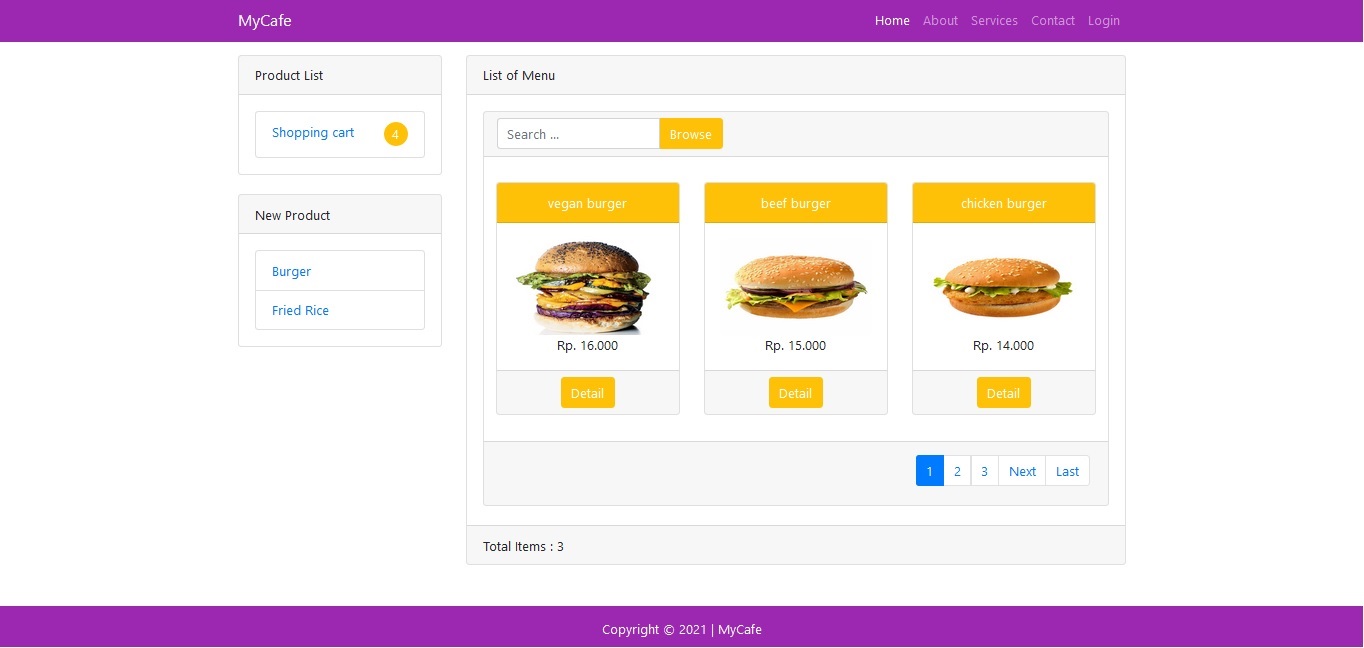 MyCafe
Home About Services Contact Login
Product List
Shopping cart 4
New Product
Burger
Fried Rice
List of Menu
Search ... Browse
vegan burger
Rp. 16.000
Detail
beef burger
Rp. 15.000
Detail
chicken burger
Rp. 14.000
Detail
1 2 3 Next Last
Total Items : 3
Copyright © 2021 | MyCafe